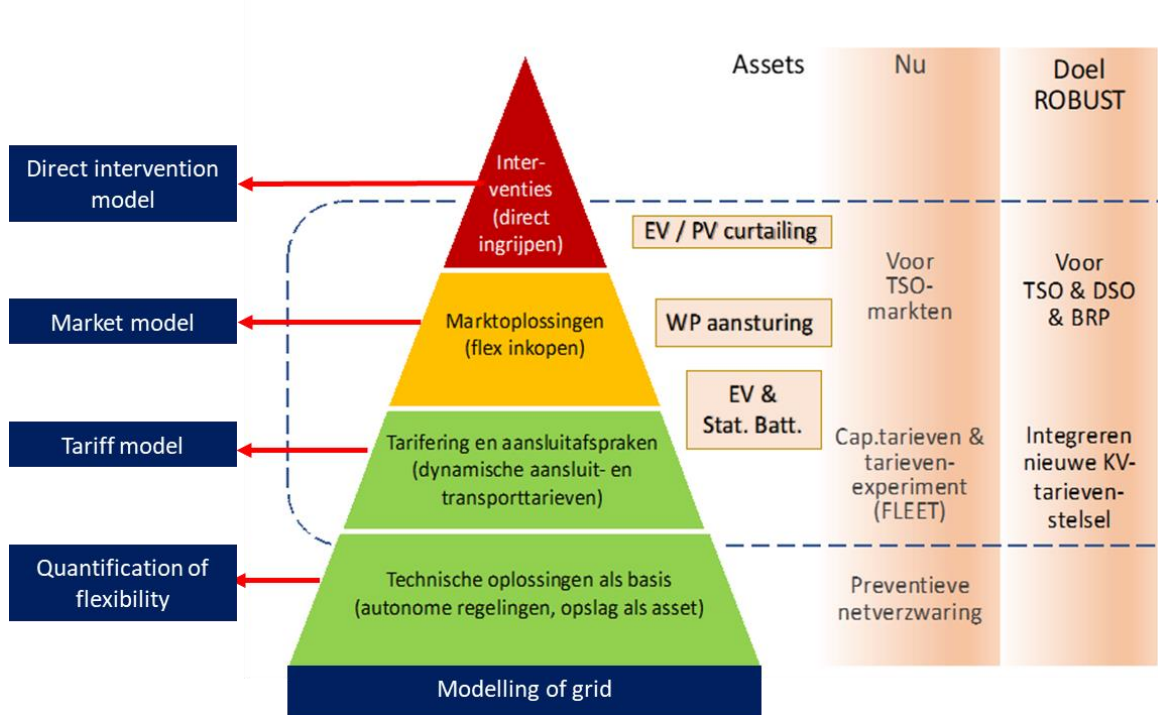 Assets
Nu
Doel
ROBUST
Direct intervention
model
Inter-
venties
(direct
ingrijpen)
EV / PV curtailing
Voor
TSO-
markten
Voor
TSO & DSO
& BRP
Market model
Marktoplossingen
(flex inkopen)
WP aansturing
EV &
Stat. Batt.
Tariff model
Tarifering en aansluitafspraken
(dynamische aansluit- en
transporttarieven)
Cap.tarieven &
tarieven-
experiment
(FLEET)
Integreren
nieuwe KV-
tarieven-
stelsel
Quantification of
flexibility
Technische oplossingen als basis
(autonome regelingen, opslag als asset)
Preventieve
netverzwaring
Modelling of grid